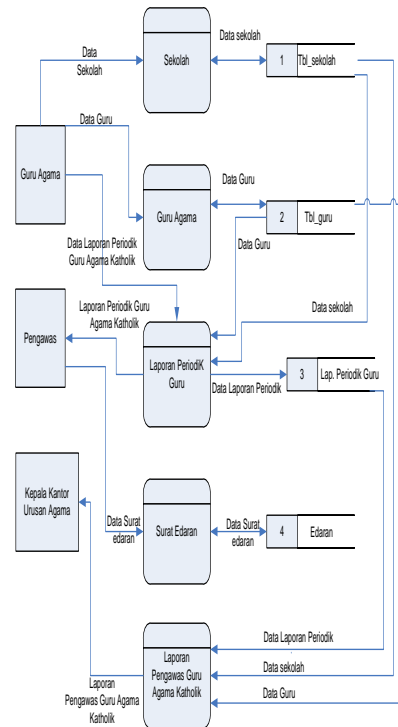 Data
Sekolah
Sekolah
Data sekolah
1
Tbl_sekolah
Data Guru
Guru Agama
Guru Agama
Data Guru
2
Tbl_guru
Data Guru
Data Laporan Periodik
Guru Agama Katholik
Data sekolah
Laporan Periodik Guru
Agama Katholik
Pengawas
Laporan PeriodiK
Guru
3
Lap. Periodik Guru
Data Laporan Periodik
Kepala Kantor
Urusan Agama
Data Surat
edaran
Surat Edaran
Data Surat
edaran
4
Edaran
Data Laporan Periodik
Laporan
Pengawas Guru
Agama Katholik
Data sekolah
Data Guru
Laporan
Pengawas Guru Agama
Katholik